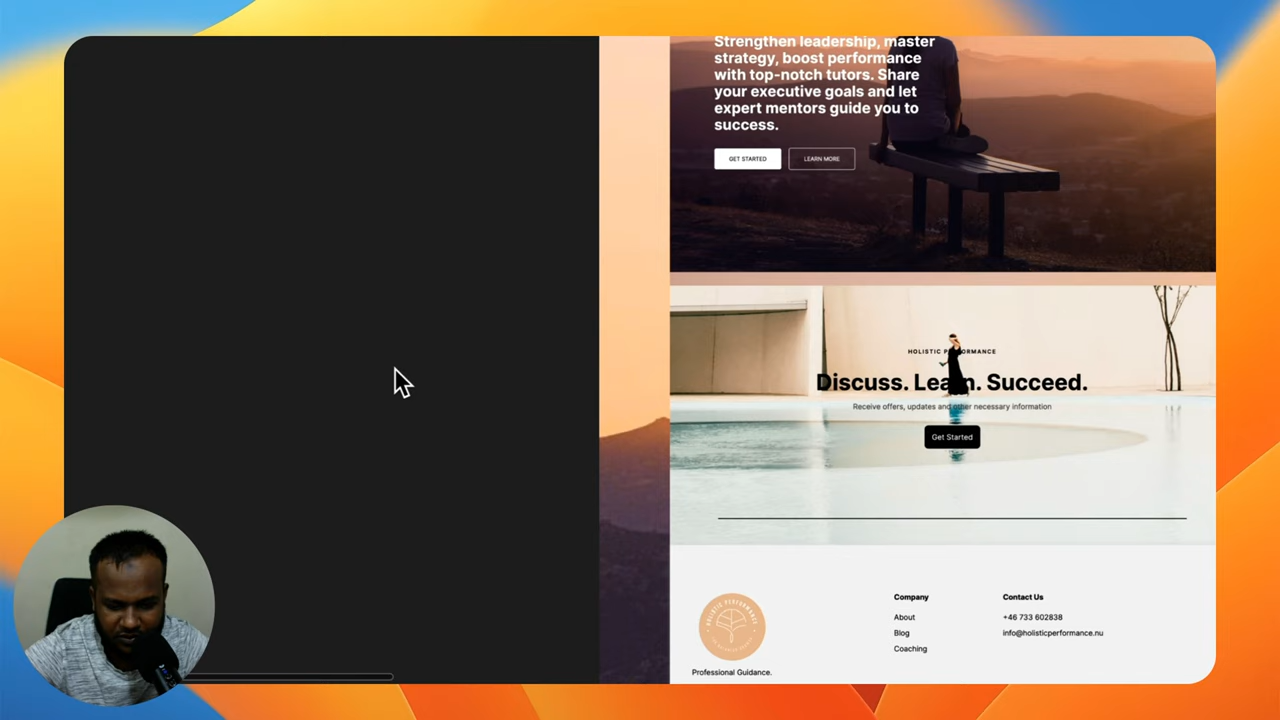 Strengthen leadership, master
strategy, boost performance
with top-notch tutors. Share
your executive goals and let
expert mentors guide you to
success.
GET STARTED
LEARN MORE
HOLISTIC PERFORMANCE
Discuss. Learn. Succeed.
Receive offers, updates and other necessary information
Get Started
HOLISTIC PERFORMANCE
Professional Guidance.
Company
About
Blog
Coaching
Contact Us
+46 733 602838
info@holisticperformance.nu